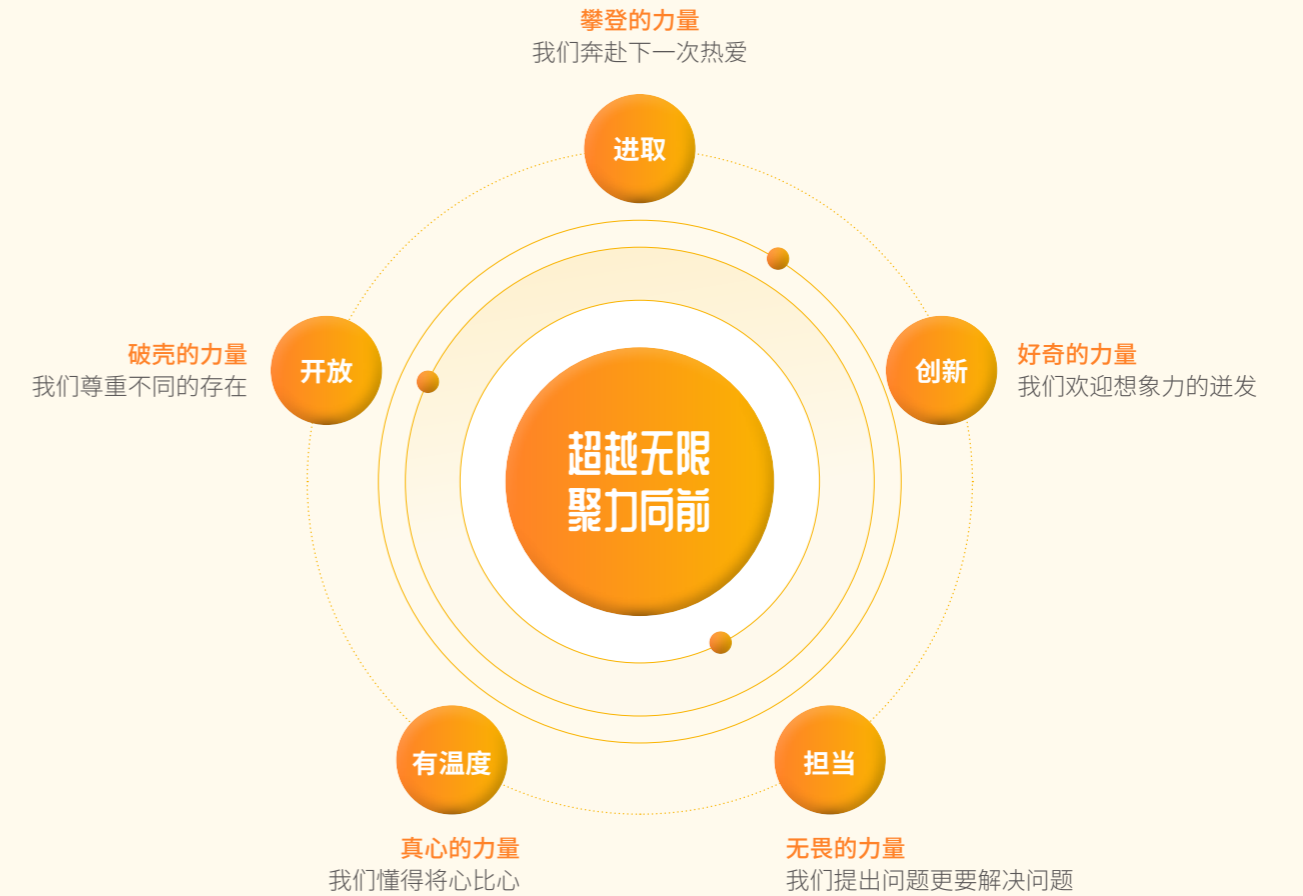 攀登的力量
我们奔赴下一次热爱
进取
破壳的力量
我们尊重不同的存在
开放
创新
好奇的力量
我们欢迎想象力的迸发
超越无限
聚力向前
有温度
真心的力量
我们懂得将心比心
担当
无畏的力量
我们提出问题更要解决问题